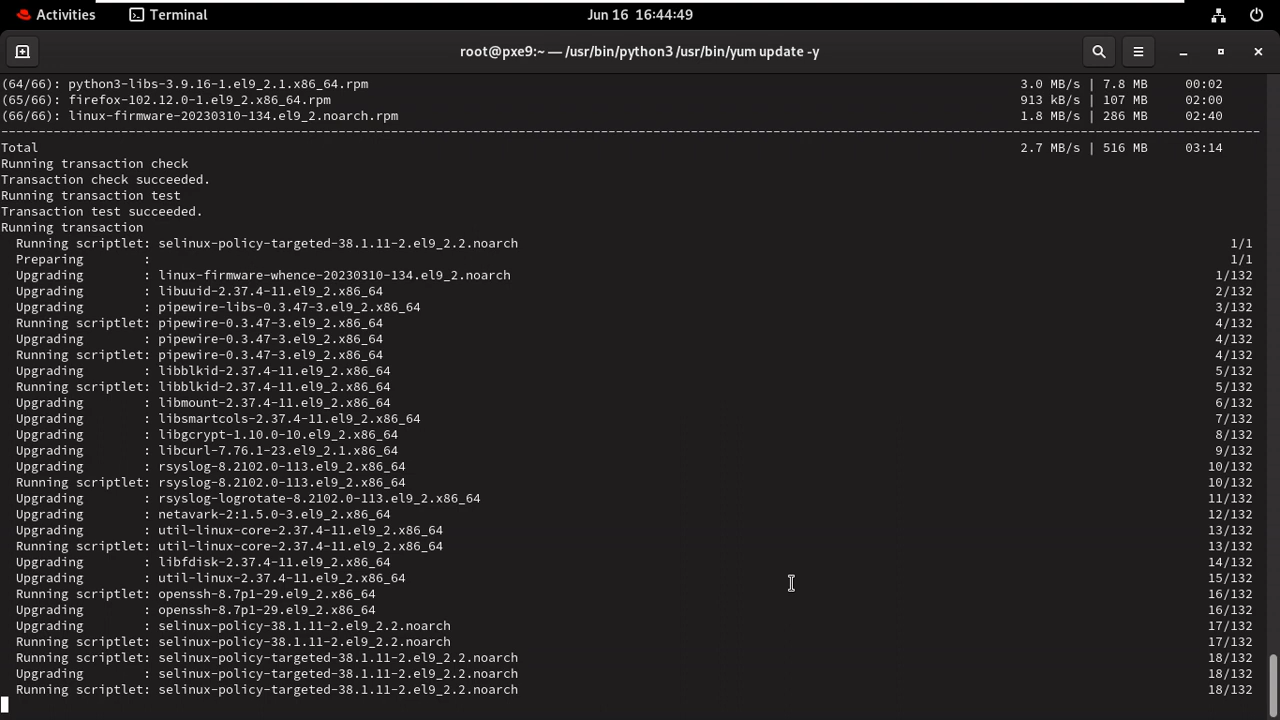 Activities Terminal Jun 16 16:44:49
root@pxe9:~ — /usr/bin/python3 /usr/bin/yum update -y
(64/66): python3-libs-3.9.16-1.el9_2.1.x86_64.rpm 3.0 MB/s | 7.8 MB 00:02
(65/66): firefox-102.12.0-1.el9_2.x86_64.rpm 913 kB/s | 107 MB 02:00
(66/66): linux-firmware-20230310-134.el9_2.noarch.rpm 1.8 MB/s | 286 MB 02:40
--------------------------------------------------------------------------------
Total 2.7 MB/s | 516 MB 03:14
Running transaction check
Transaction check succeeded.
Running transaction test
Transaction test succeeded.
Running transaction
Running scriptlet: selinux-policy-targeted-38.1.11-2.el9_2.2.noarch 1/1
Preparing : 1/1
Upgrading : linux-firmware-whence-20230310-134.el9_2.noarch 1/132
Upgrading : libuuid-2.37.4-11.el9_2.x86_64 2/132
Upgrading : pipewire-libs-0.3.47-3.el9_2.x86_64 3/132
Running scriptlet: pipewire-0.3.47-3.el9_2.x86_64 4/132
Upgrading : pipewire-0.3.47-3.el9_2.x86_64 4/132
Running scriptlet: pipewire-0.3.47-3.el9_2.x86_64 4/132
Upgrading : libblkid-2.37.4-11.el9_2.x86_64 5/132
Running scriptlet: libblkid-2.37.4-11.el9_2.x86_64 5/132
Upgrading : libmount-2.37.4-11.el9_2.x86_64 6/132
Upgrading : libsmartcols-2.37.4-11.el9_2.x86_64 7/132
Upgrading : libgcrypt-1.10.0-10.el9_2.x86_64 8/132
Upgrading : libcurl-7.76.1-23.el9_2.1.x86_64 9/132
Upgrading : rsyslog-8.2102.0-113.el9_2.x86_64 10/132
Running scriptlet: rsyslog-8.2102.0-113.el9_2.x86_64 10/132
Upgrading : rsyslog-logrotate-8.2102.0-113.el9_2.x86_64 11/132
Upgrading : netavark-2:1.5.0-3.el9_2.x86_64 12/132
Upgrading : util-linux-core-2.37.4-11.el9_2.x86_64 13/132
Running scriptlet: util-linux-core-2.37.4-11.el9_2.x86_64 13/132
Upgrading : libfdisk-2.37.4-11.el9_2.x86_64 14/132
Upgrading : util-linux-2.37.4-11.el9_2.x86_64 15/132
Running scriptlet: openssh-8.7p1-29.el9_2.x86_64 16/132
Upgrading : openssh-8.7p1-29.el9_2.x86_64 16/132
Upgrading : selinux-policy-38.1.11-2.el9_2.2.noarch 17/132
Running scriptlet: selinux-policy-38.1.11-2.el9_2.2.noarch 17/132
Running scriptlet: selinux-policy-targeted-38.1.11-2.el9_2.2.noarch 18/132
Upgrading : selinux-policy-targeted-38.1.11-2.el9_2.2.noarch 18/132
Running scriptlet: selinux-policy-targeted-38.1.11-2.el9_2.2.noarch 18/132